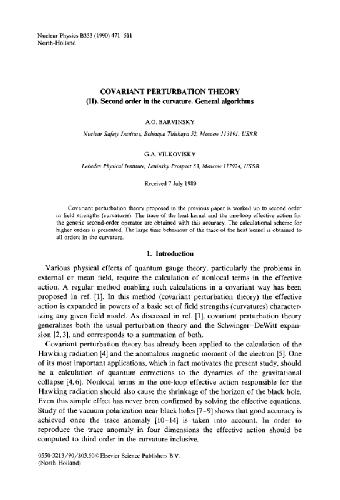 Nuclear Physics B333 (1990) 471-511
North-Holland
COVARIANT PERTURBATION THEORY
(II). Second order in the curvature. General algorithms
A.O. BARVINSKY
Nuclear Safety Institute, Bolshaya Tulskaya 52, Moscow 113191, USSR
G.A. VILKOVISKY
Lebedev Physical Institute, Leninsky Prospect 53, Moscow 117924, USSR
Received 7 July 1989
Covariant perturbation theory proposed in the previous paper is worked up to second order
in field strengths (curvatures). The trace of the heat kernel and the one-loop effective action for
the generic second-order operator are obtained with this accuracy. The calculational scheme for
higher orders is presented. The large time behaviour of the trace of the heat kernel is obtained to
all orders in the curvature.
1. Introduction
Various physical effects of quantum gauge theory, particularly the problems in
external or mean field, require the calculation of nonlocal terms in the effective
action. A regular method enabling such calculations in a covariant way has been
proposed in ref. [1]. In this method (covariant perturbation theory) the effective
action is expanded in powers of a basic set of field strengths (curvatures) character-
izing any given field model. As discussed in ref. [1], covariant perturbation theory
generalizes both the usual perturbation theory and the Schwinger-DeWitt expan-
sion [2,3], and corresponds to a summation of both.
Covariant perturbation theory has already been applied to the calculation of the
Hawking radiation [4] and the anomalous magnetic moment of the electron [5]. One
of its most important applications, which in fact motivates the present study, should
be a calculation of quantum corrections to the dynamics of the gravitational
collapse [4,6]. Nonlocal terms in the one-loop effective action responsible for the
Hawking radiation should also cause the shrinkage of the horizon of the black hole.
Even this simple effect has never been confirmed by solving the effective equations.
Study of the vacuum polarization near black holes [7-9] shows that good accuracy is
achieved once the trace anomaly [10-14] is taken into account. In order to
reproduce the trace anomaly in four dimensions the effective action should be
computed to third order in the curvature inclusive.
0550-3213/90/$03.50© Elsevier Science Publishers B.V.
(North-Holland)